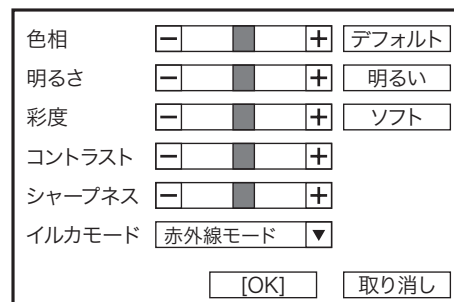 色相 − + デフォルト
明るさ − + 明るい
彩度 − + ソフト
コントラスト − +
シャープネス − +
イルカモード 赤外線モード ▼
[OK] 取り消し